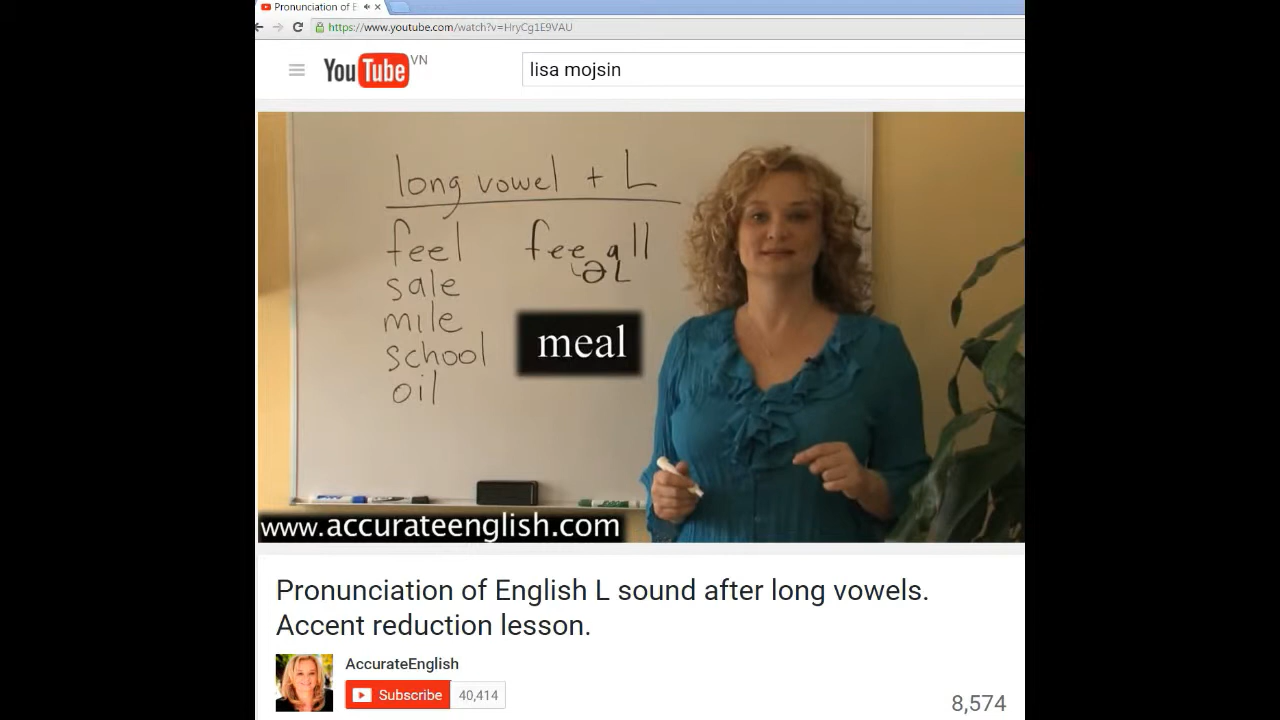 Pronunciation of E
https://www.youtube.com/watch?v=HryCg1E9VAU
YouTube VN
lisa mojsin
long vowel + L
feel
sale
mile
school
oil
əL
meal
www.accurateenglish.com
Pronunciation of English L sound after long vowels.
Accent reduction lesson.
AccurateEnglish
Subscribe 40,414
8,574